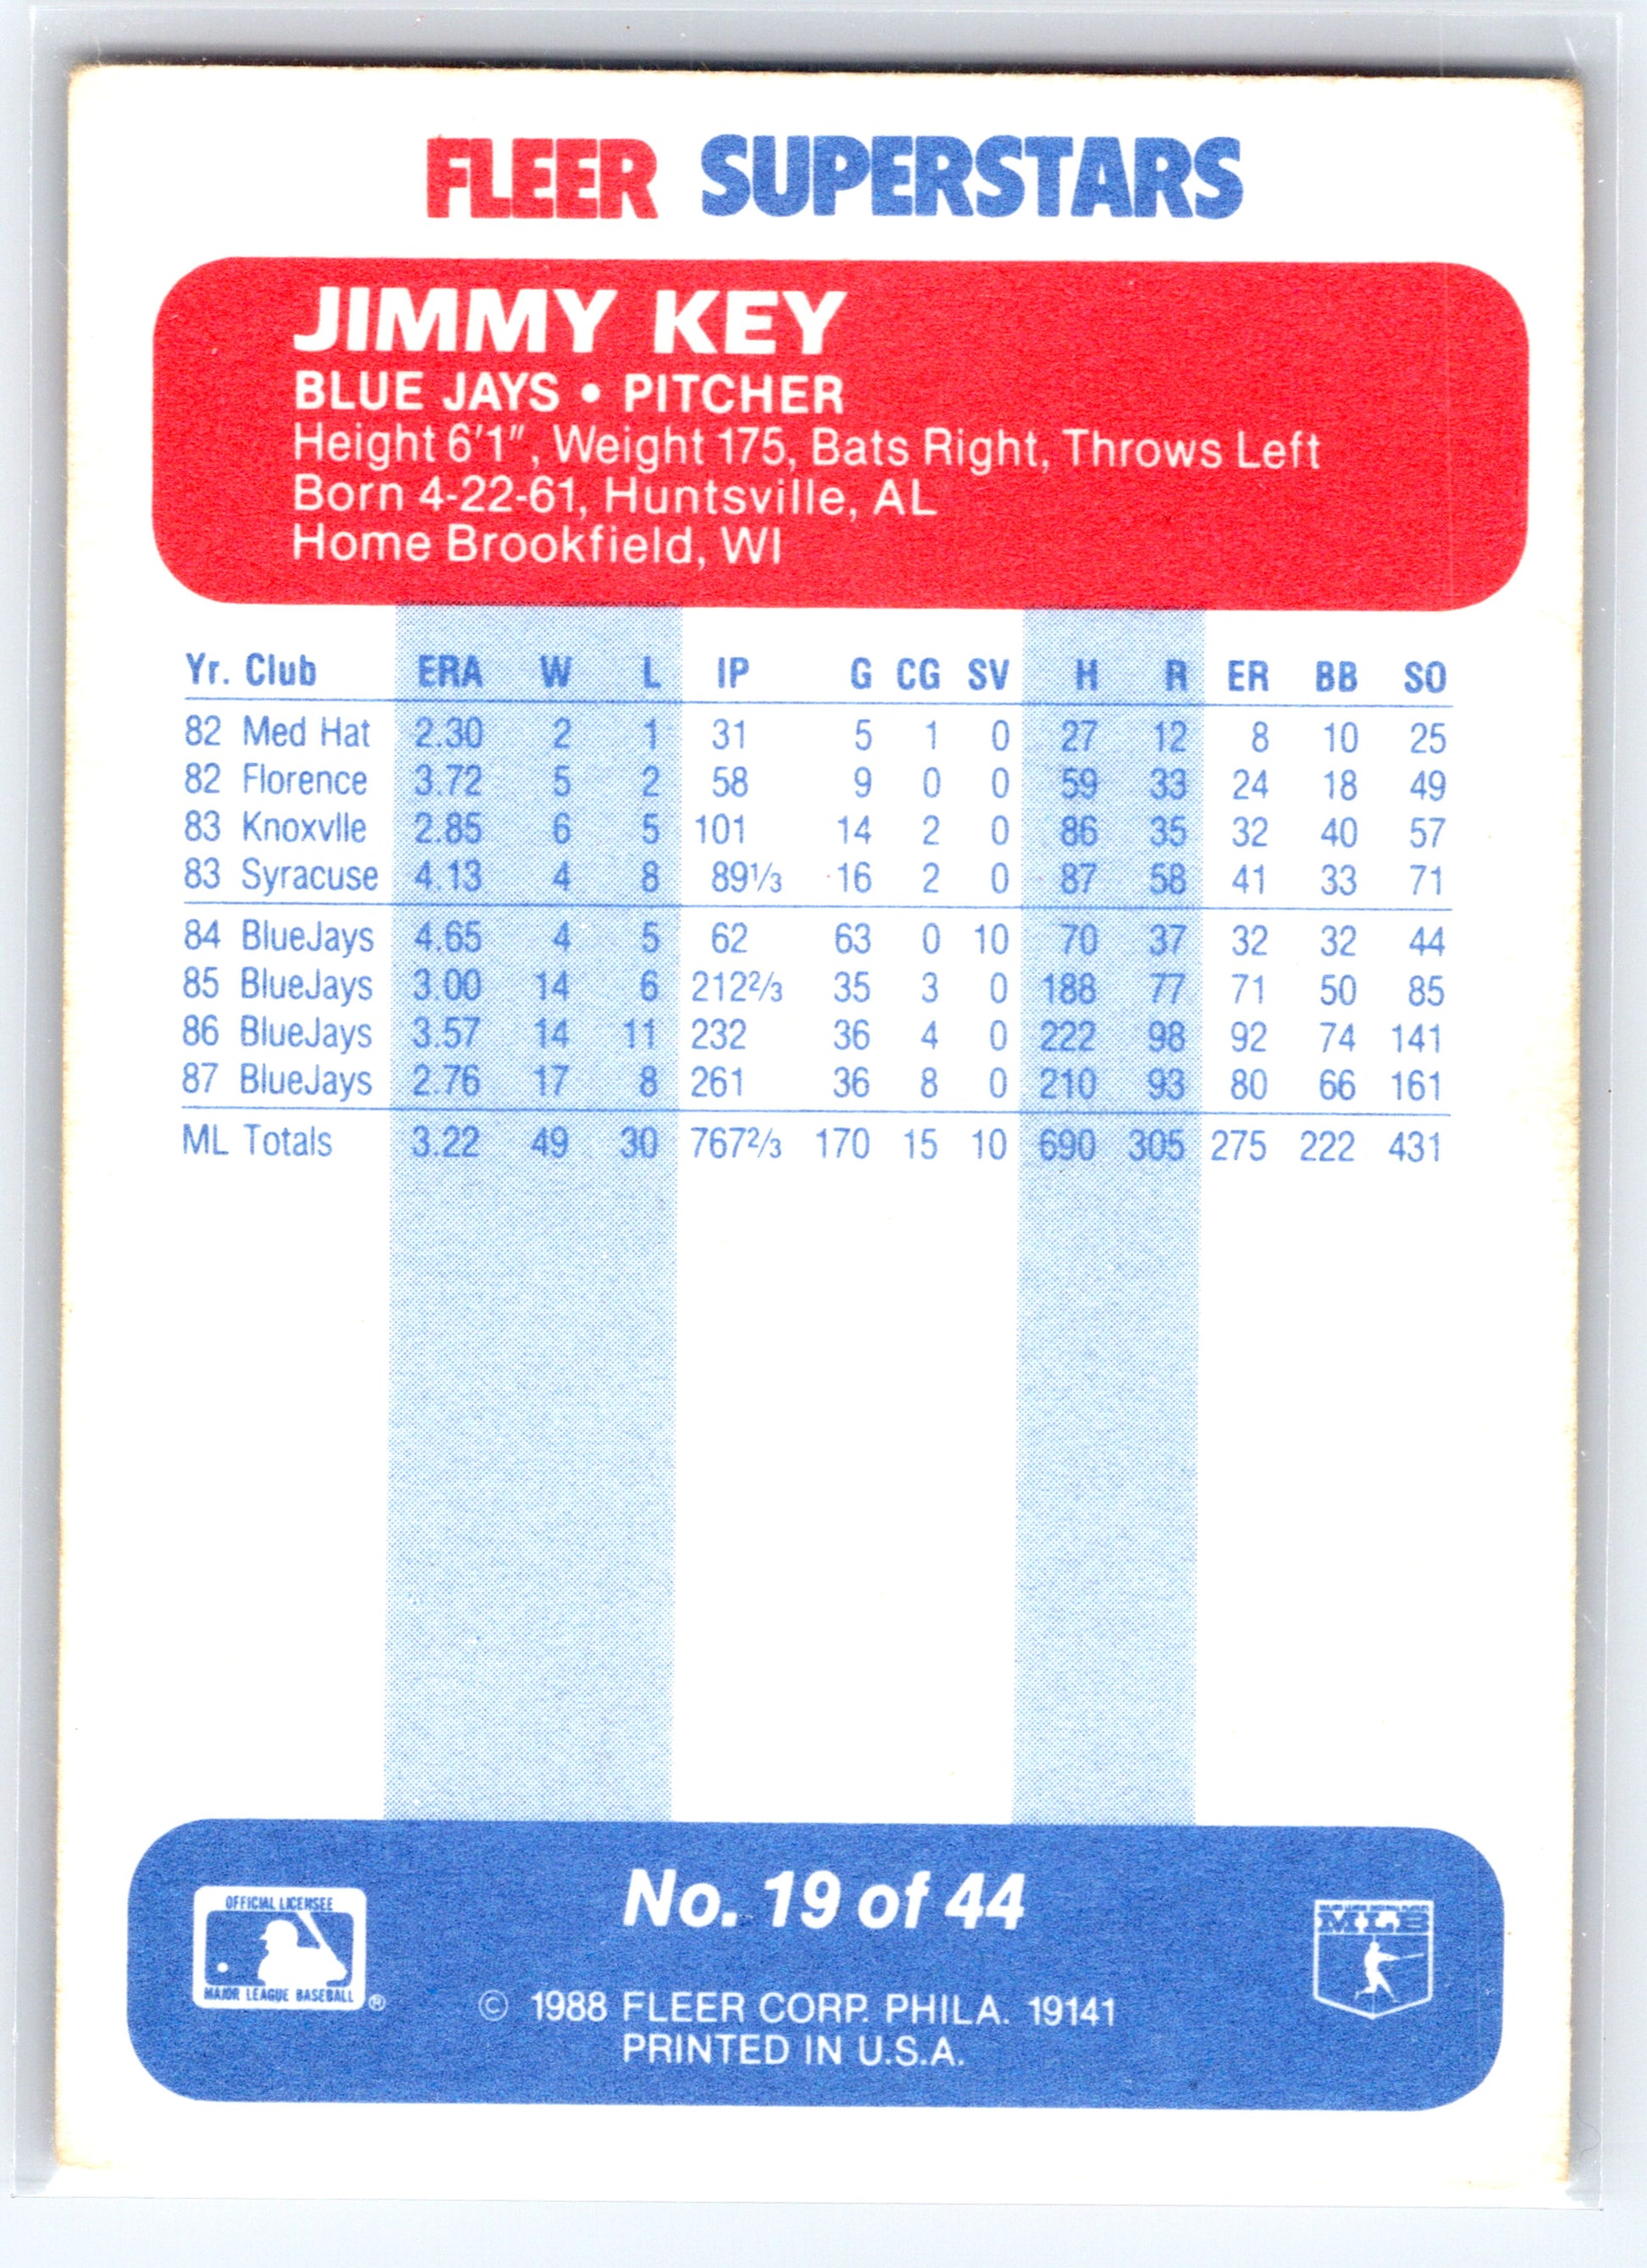 FLEER SUPERSTARS
JIMMY KEY
BLUE JAYS • PITCHER
Height 6'1", Weight 175, Bats Right, Throws Left
Born 4-22-61, Huntsville, AL
Home Brookfield, WI
Yr. Club ERA W L IP G CG SV H R ER BB SO
82 Med Hat 2.30 2 1 31 5 1 0 27 12 8 10 25
82 Florence 3.72 5 2 58 9 0 0 59 33 24 18 49
83 Knoxvlle 2.85 6 5 101 14 2 0 86 35 32 40 57
83 Syracuse 4.13 4 8 89⅓ 16 2 0 87 58 41 33 71
84 BlueJays 4.65 4 5 62 63 0 10 70 37 32 32 44
85 BlueJays 3.00 14 6 212⅔ 35 3 0 188 77 71 50 85
86 BlueJays 3.57 14 11 232 36 4 0 222 98 92 74 141
87 BlueJays 2.76 17 8 261 36 8 0 210 93 80 66 161
ML Totals 3.22 49 30 767⅔ 170 15 10 690 305 275 222 431
No. 19 of 44
OFFICIAL LICENSEE
MAJOR LEAGUE BASEBALL ®
MLB
© 1988 FLEER CORP. PHILA. 19141
PRINTED IN U.S.A.